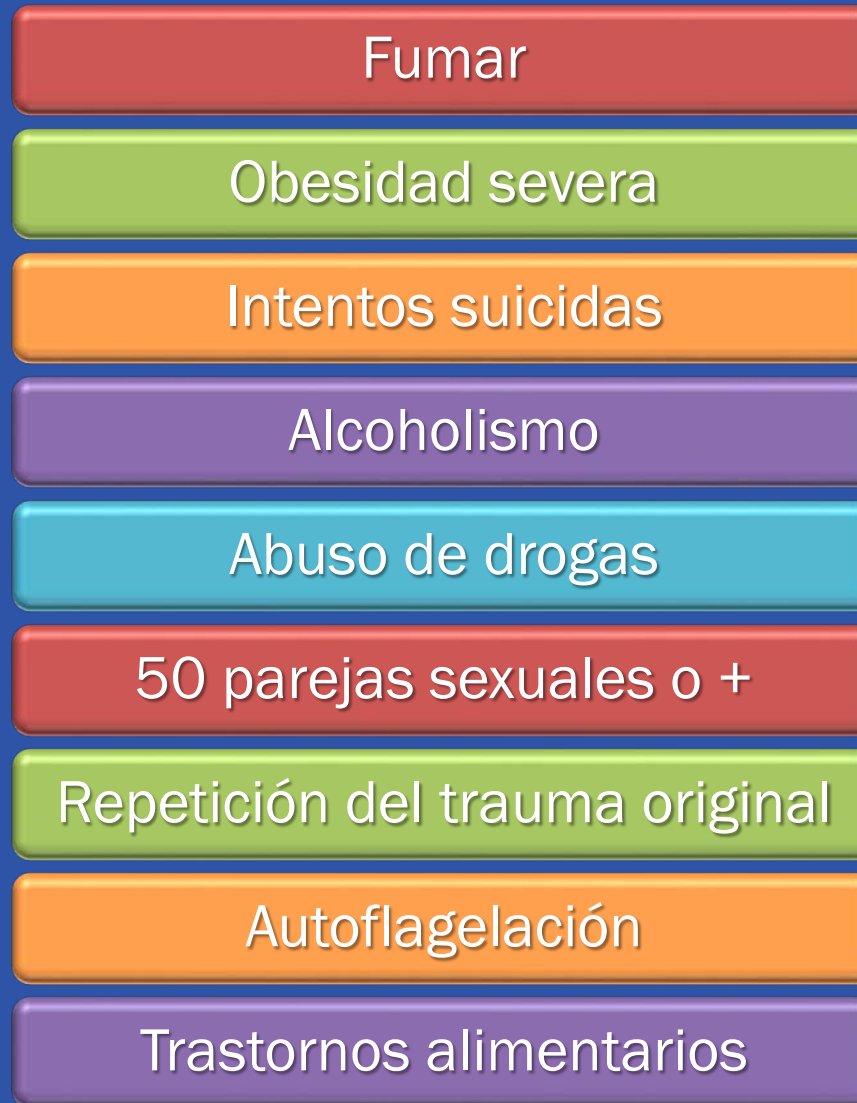 Fumar
Obesidad severa
Intentos suicidas
Alcoholismo
Abuso de drogas
50 parejas sexuales o +
Repetición del trauma original
Autoflagelación
Trastornos alimentarios